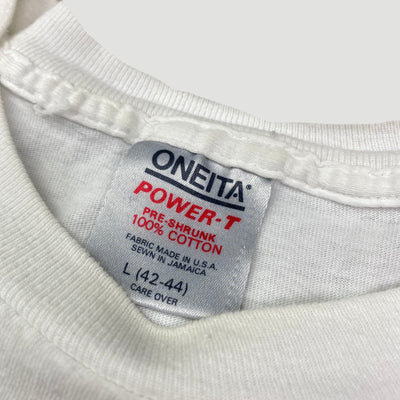 ONEITA®
POWER-T
PRE-SHRUNK
100% COTTON
FABRIC MADE IN U.S.A.
SEWN IN JAMAICA
L (42-44)
CARE OVER